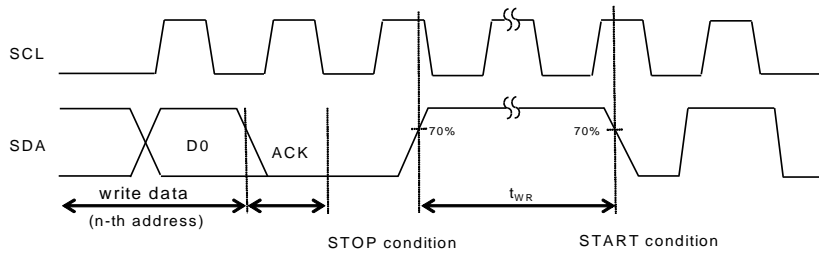 SCL
SDA
D0
ACK
70%
70%
write data
(n-th address)
tWR
STOP condition
START condition